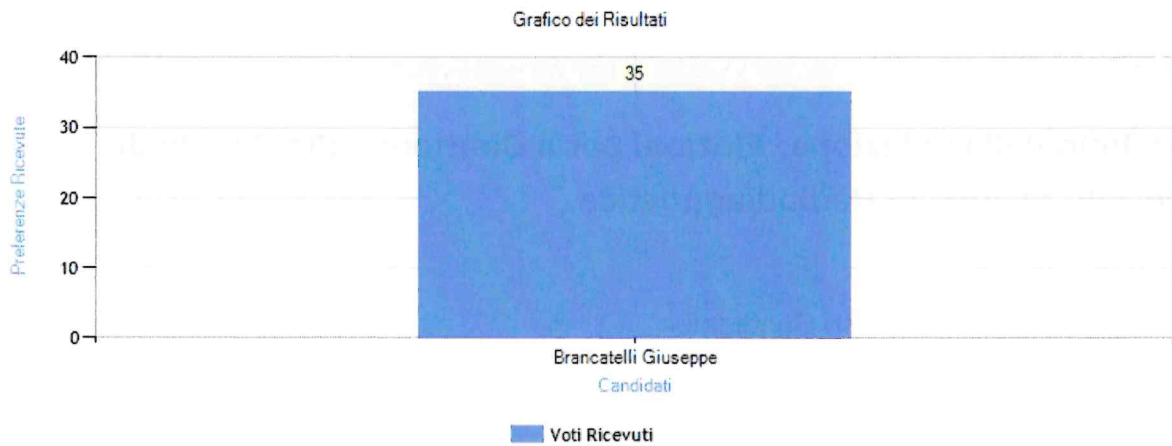 Grafico dei Risultati
40
35
30
20
10
0
Preferenze Ricevute
Brancatelli Giuseppe
Candidati
Voti Ricevuti